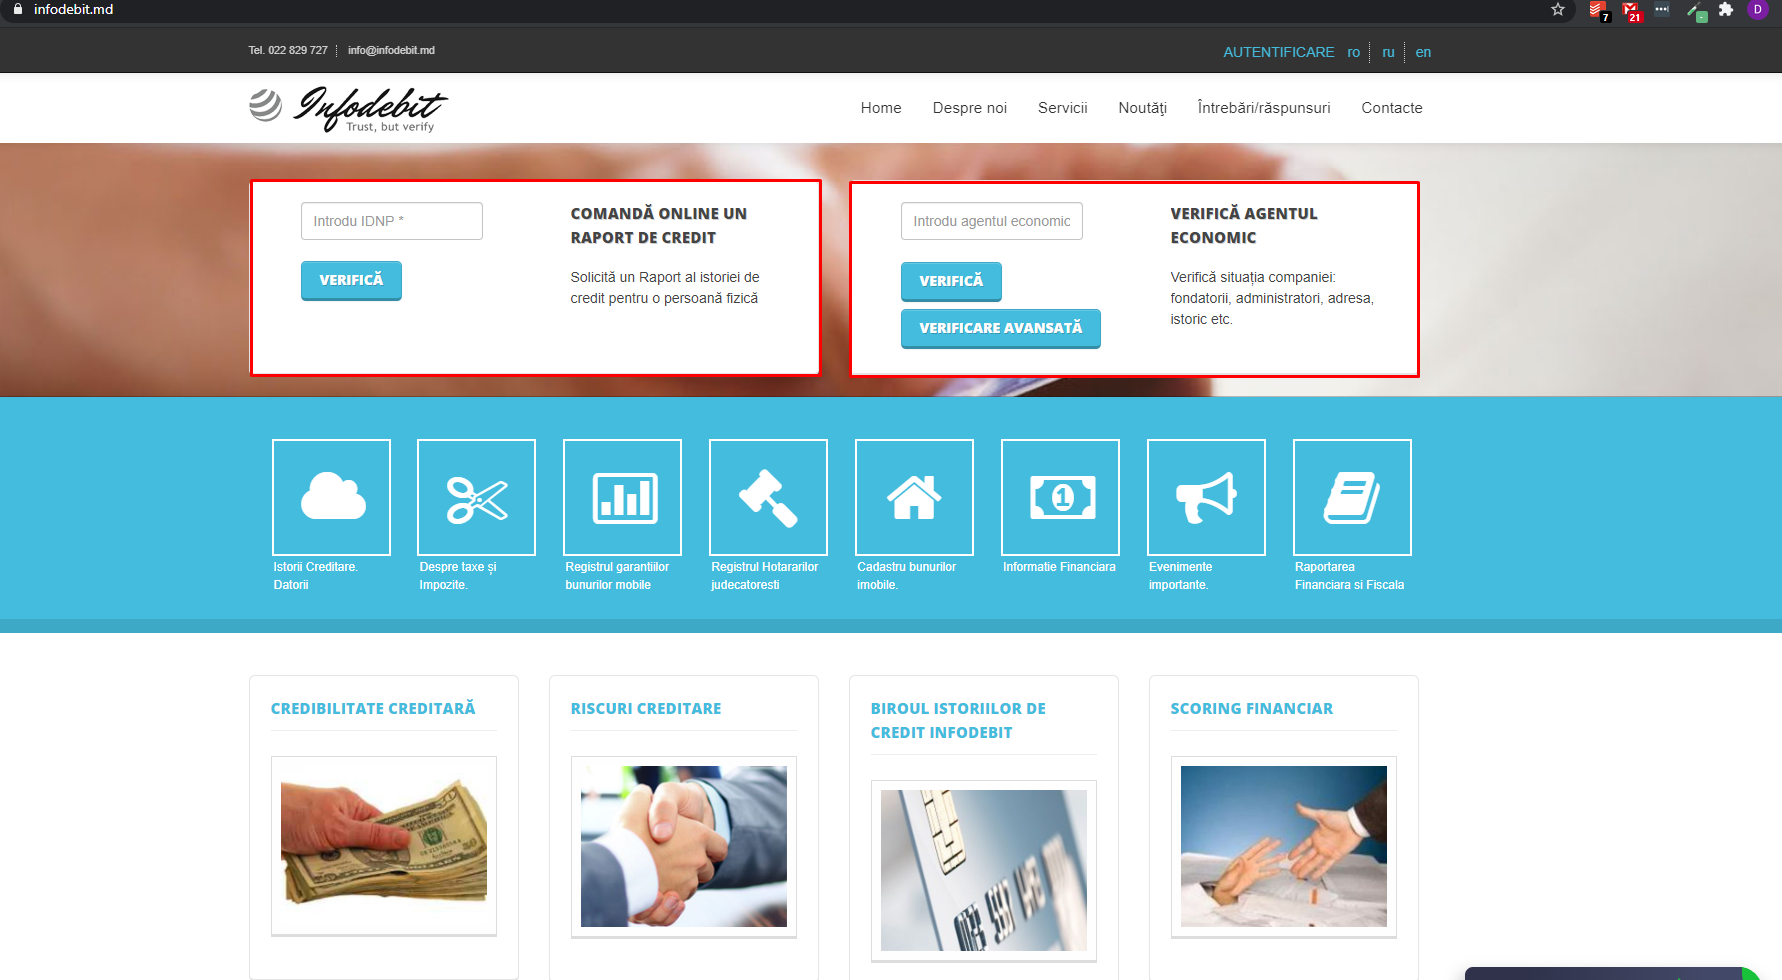 infodebit.md
7
21
D
Tel. 022 829 727
info@infodebit.md
AUTENTIFICARE
ro
ru
en
Infodebit
Trust, but verify
Home
Despre noi
Servicii
Noutăţi
Întrebări/răspunsuri
Contacte
Introdu IDNP *
VERIFICĂ
COMANDĂ ONLINE UN
RAPORT DE CREDIT
Solicită un Raport al istoriei de
credit pentru o persoană fizică
Introdu agentul economic
VERIFICĂ
VERIFICARE AVANSATĂ
VERIFICĂ AGENTUL
ECONOMIC
Verifică situația companiei:
fondatorii, administratori, adresa,
istoric etc.
1
Istorii Creditare.
Datorii
Despre taxe și
Impozite.
Registrul garantiilor
bunurilor mobile
Registrul Hotararilor
judecatoresti
Cadastru bunurilor
imobile.
Informatie Financiara
Evenimente
importante.
Raportarea
Financiara si Fiscala
CREDIBILITATE CREDITARĂ
RISCURI CREDITARE
BIROUL ISTORIILOR DE
CREDIT INFODEBIT
SCORING FINANCIAR